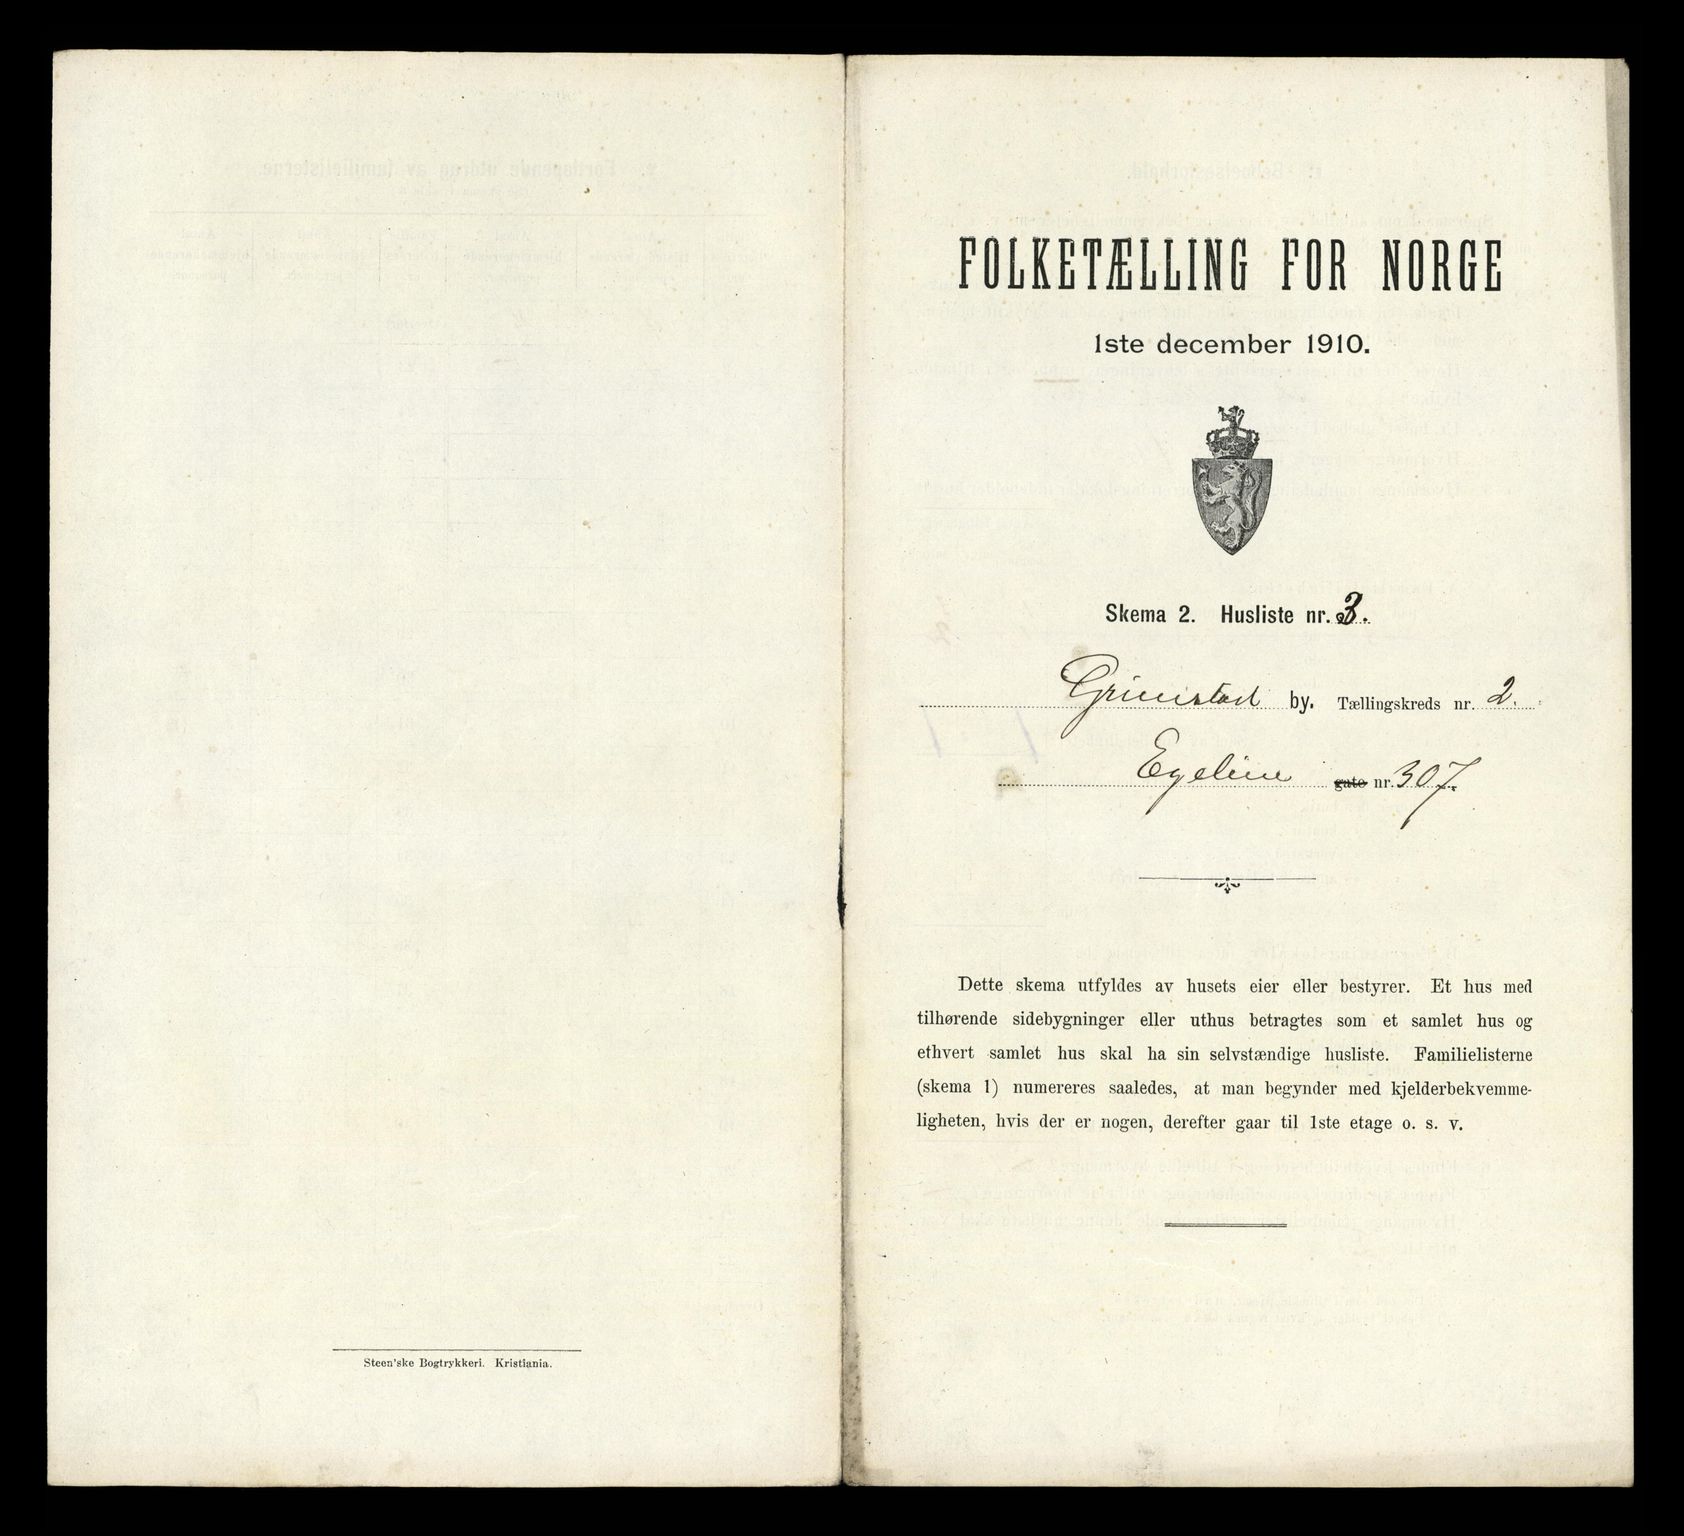 Steen'ske Bogtrykkeri. Kristiania.
FOLKETÆLLING FOR NORGE
1ste december 1910.
Skema 2. Husliste nr. 3.
Grimstad by. Tællingskreds nr. 2.
Egeliue gate nr. 307.
Dette skema utfyldes av husets eier eller bestyrer. Et hus med
tilhørende sidebygninger eller uthus betragtes som et samlet hus og
ethvert samlet hus skal ha sin selvstændige husliste. Familielisterne
(skema 1) numereres saaledes, at man begynder med kjelderbekvemme-
ligheten, hvis der er nogen, derefter gaar til 1ste etage o. s. v.